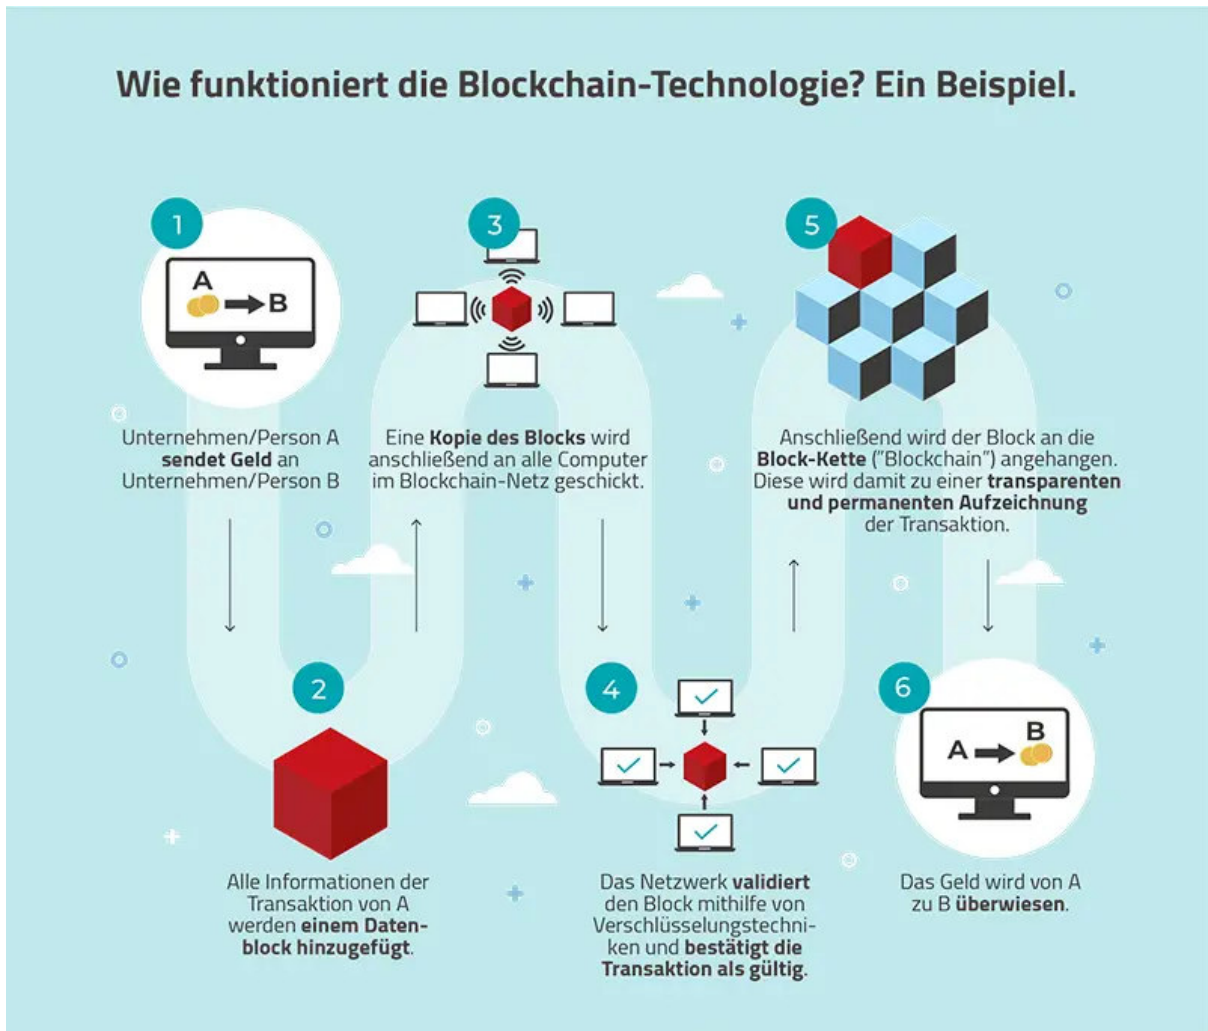 Wie funktioniert die Blockchain-Technologie? Ein Beispiel.
1
A
B
Unternehmen/Person A
sendet Geld an
Unternehmen/Person B
2
Alle Informationen der
Transaktion von A
werden einem Daten-
block hinzugefügt.
3
Eine Kopie des Blocks wird
anschließend an alle Computer
im Blockchain-Netz geschickt.
4
Das Netzwerk validiert
den Block mithilfe von
Verschlüsselungstechni-
ken und bestätigt die
Transaktion als gültig.
5
Anschließend wird der Block an die
Block-Kette ("Blockchain") angehangen.
Diese wird damit zu einer transparenten
und permanenten Aufzeichnung
der Transaktion.
6
A
B
Das Geld wird von A
zu B überwiesen.